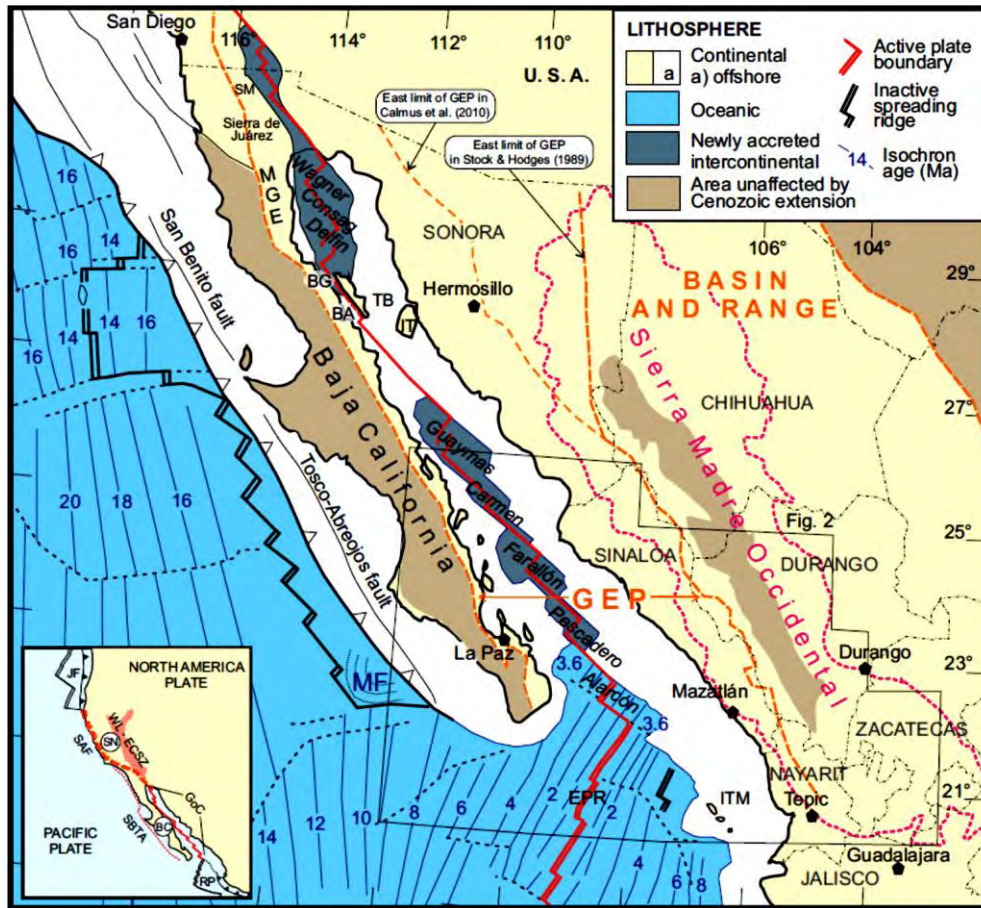 San Diego
116°
114°
112°
110°
U. S. A.
LITHOSPHERE
Continental
a) offshore
a
Oceanic
Newly accreted
intercontinental
Area unaffected by
Cenozoic extension
Active plate
boundary
Inactive
spreading
ridge
14
Isochron
age (Ma)
East limit of GEP in
Calmus et al. (2010)
East limit of GEP
in Stock & Hodges (1989)
SM
Sierra de
Juárez
MGE
Wagner
Consag
Delfín
SONORA
106°
104°
29°
BASIN
AND RANGE
Hermosillo
BG
BA
TB
IT
San Benito fault
16
16
14
16
14
14
16
16
14
16
Baja California
Sierra Madre Occidental
CHIHUAHUA
27°
Guaymas
Carmen
Farallón
Pescadero
Alarcón
20
18
16
Tosco-Abreojos fault
Fig. 2
25°
SINALOA
DURANGO
GEP
La Paz
Durango
23°
3.6
3.6
MF
Mazatlán
ZACATECAS
NAYARIT
21°
Tepic
ITM
EPR
14
12
10
8
6
4
2
2
4
6
8
Guadalajara
JALISCO
NORTH AMERICA
PLATE
JF
WL
ECSZ
SN
SAF
GoC
BC
SBTA
PACIFIC
PLATE
RP